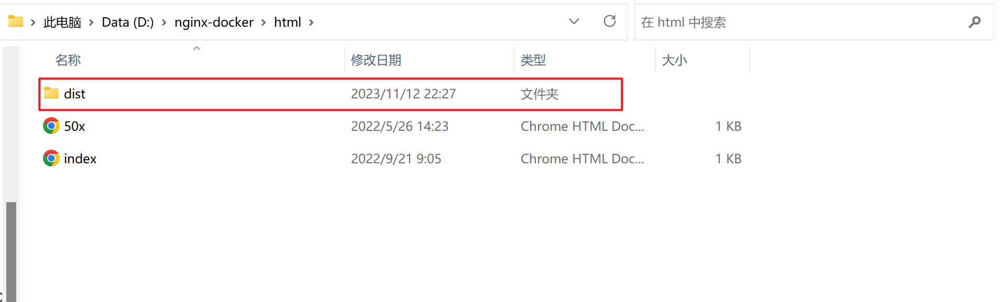 此电脑 Data (D:) nginx-docker html 在 html 中搜索
名称 修改日期 类型 大小
dist 2023/11/12 22:27 文件夹
50x 2022/5/26 14:23 Chrome HTML Doc... 1 KB
index 2022/9/21 9:05 Chrome HTML Doc... 1 KB